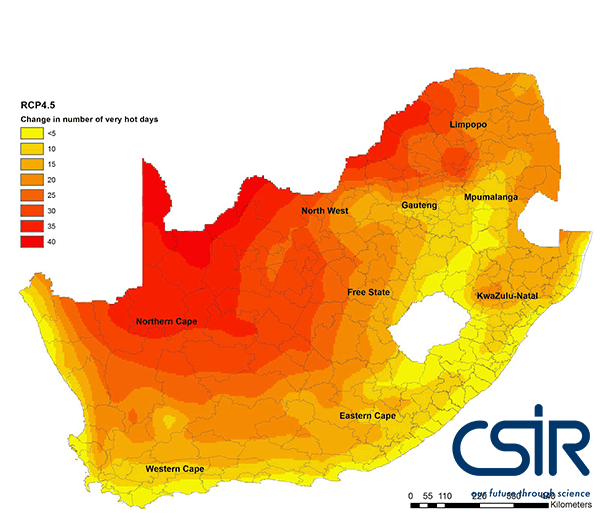 RCP4.5
Change in number of very hot days
<5
10
15
20
25
30
35
40
Limpopo
Mpumalanga
Gauteng
North West
Free State
KwaZulu-Natal
Northern Cape
Eastern Cape
Western Cape
CSIR
our future through science
0 55 110 220 330 440
Kilometers